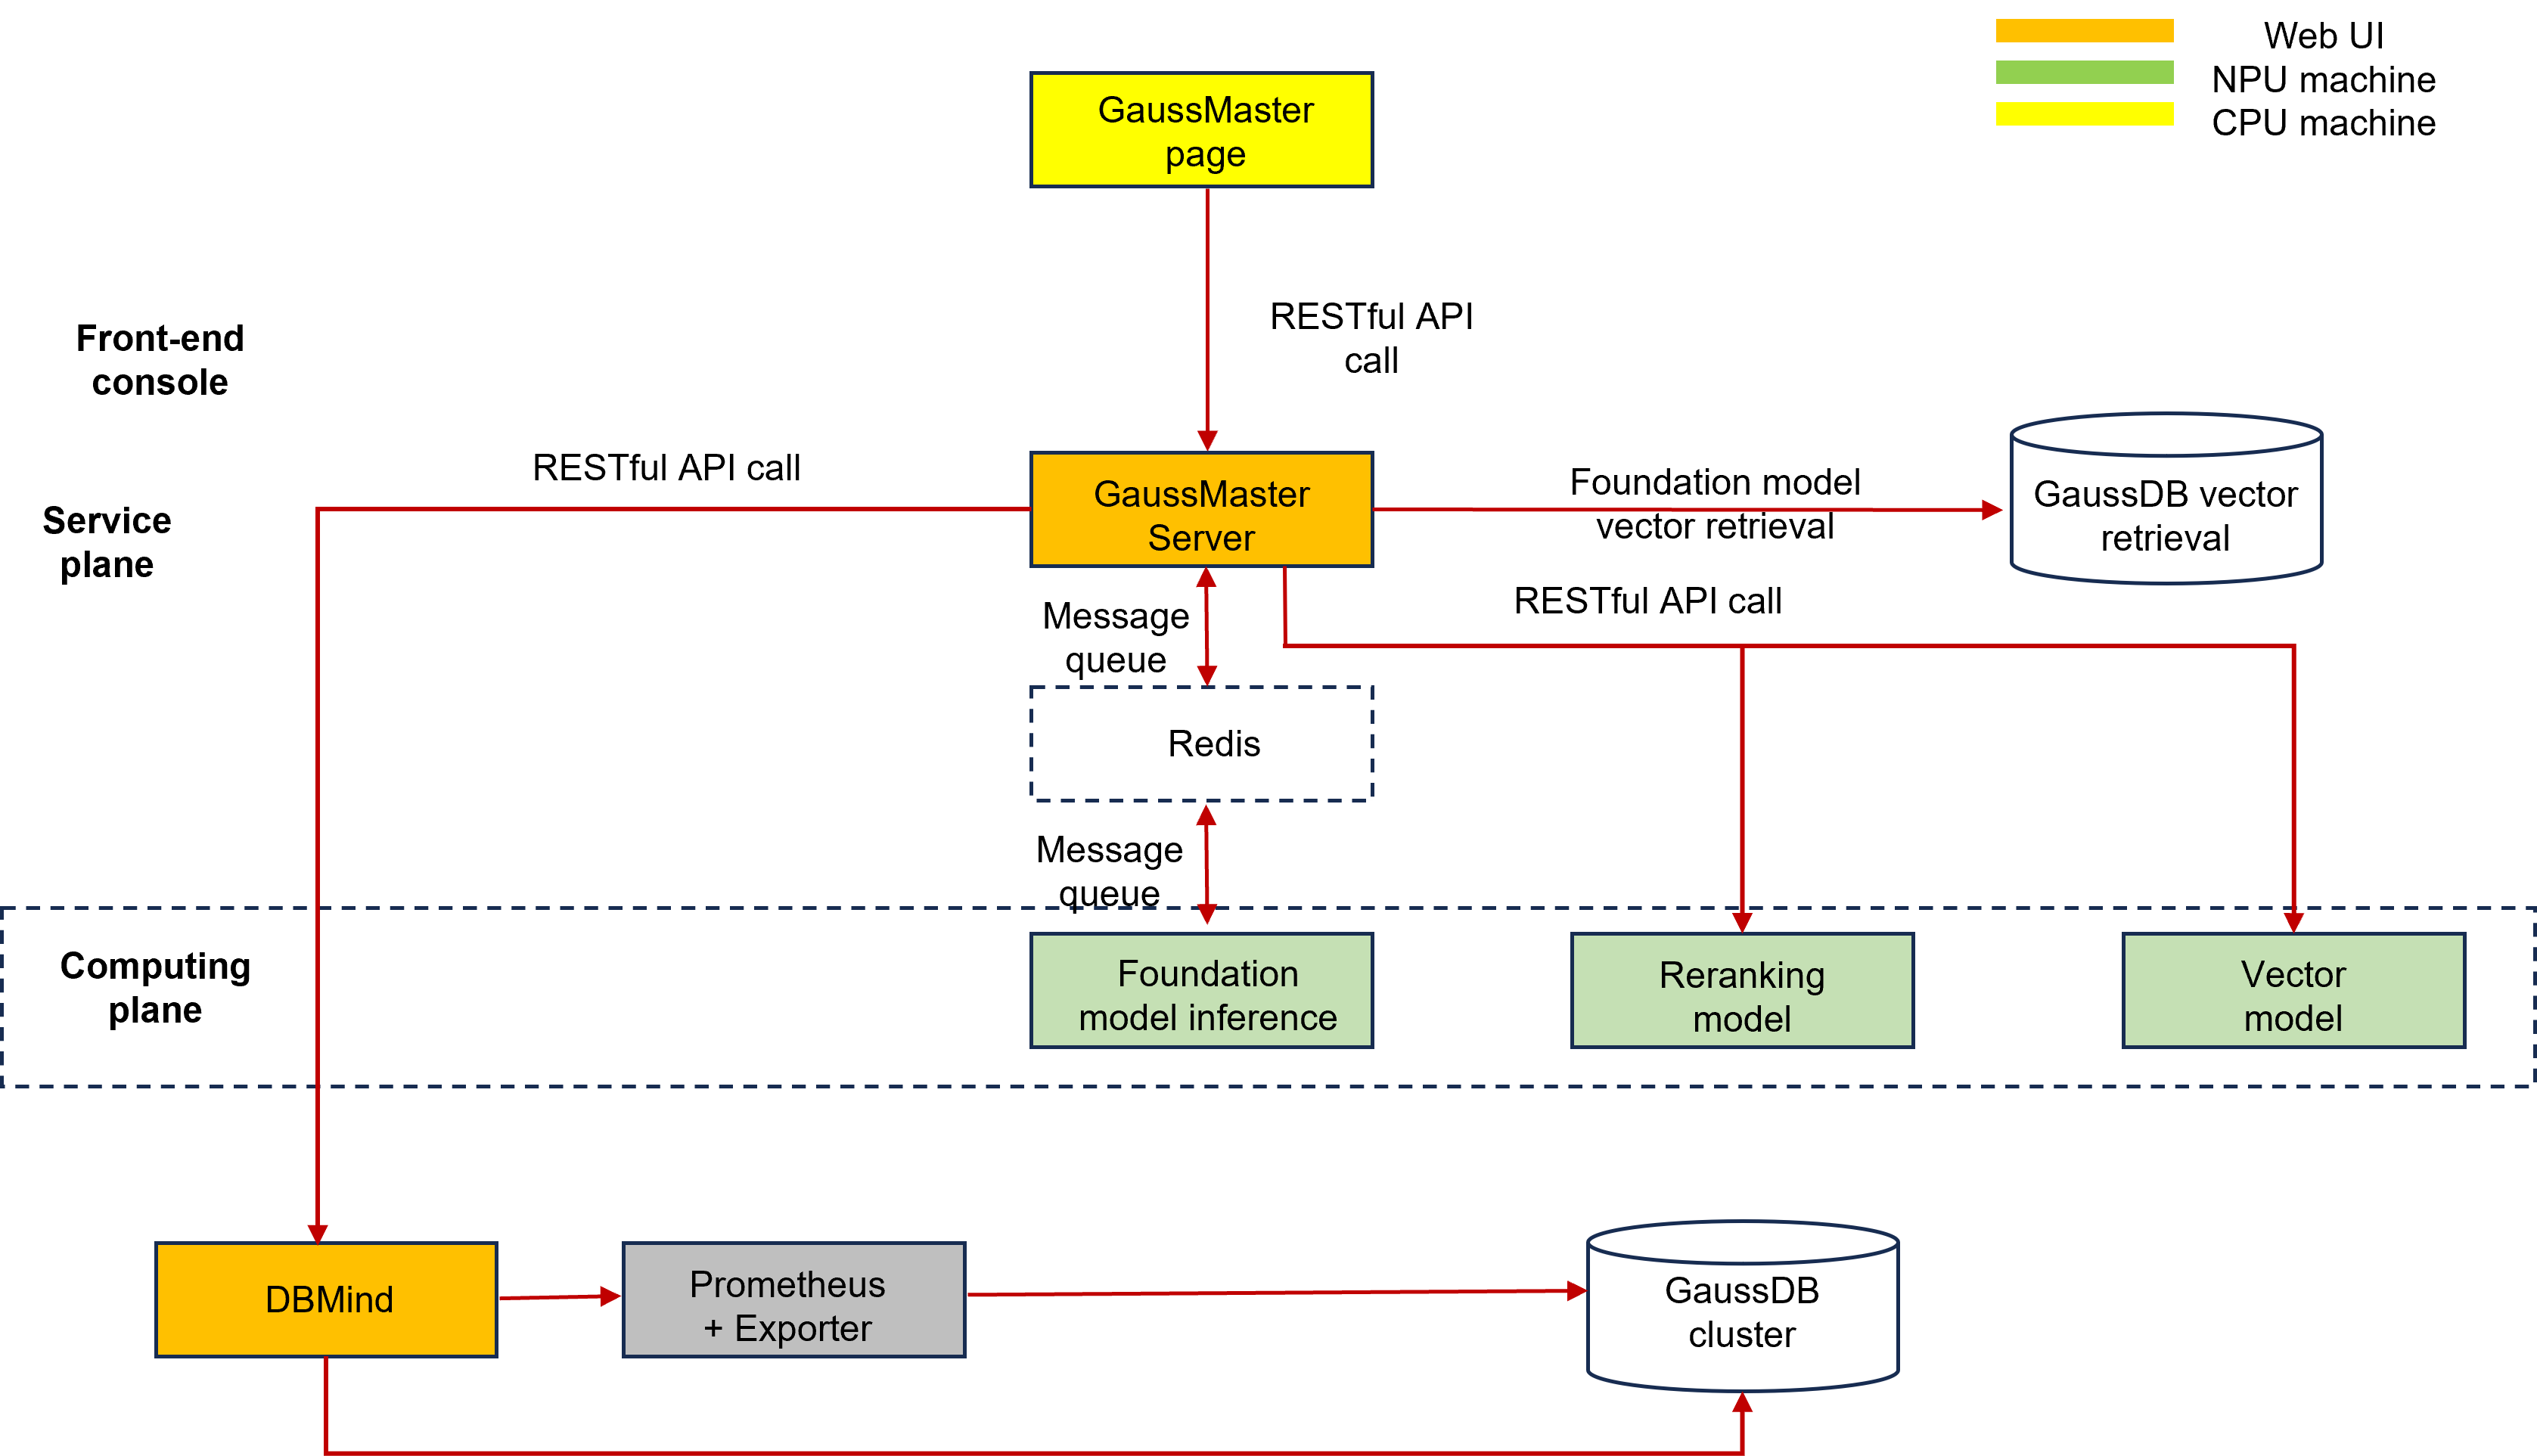 Web UI
NPU machine
CPU machine
GaussMaster
page
RESTful API
call
Front-end
console
RESTful API call
GaussMaster
Server
Foundation model
vector retrieval
GaussDB vector
retrieval
Service
plane
RESTful API call
Message
queue
Redis
Message
queue
Computing
plane
Foundation
model inference
Reranking
model
Vector
model
DBMind
Prometheus
+ Exporter
GaussDB
cluster